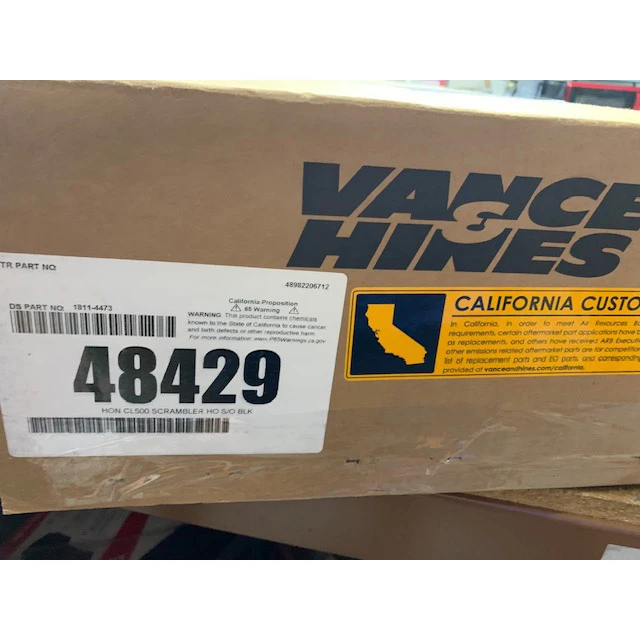 VANCE
&
HINES
TR PART NO:
48982206712
DS PART NO: 1811-4473
California Proposition
⚠ 65 Warning ⚠
WARNING: This product contains chemicals
known to the State of California to cause cancer
and birth defects or other reproductive harm.
For more information: www.P65Warnings.ca.gov
48429
HON CL500 SCRAMBLER HO S/O BLK
CALIFORNIA CUSTO
In California, in order to meet Air Resources
requirements, certain aftermarket part applications have
as replacements, and others have received ARB Executi
other emissions related aftermarket parts are for competition
list of replacement parts and EO parts and corresponding
provided at vanceandhines.com/california.